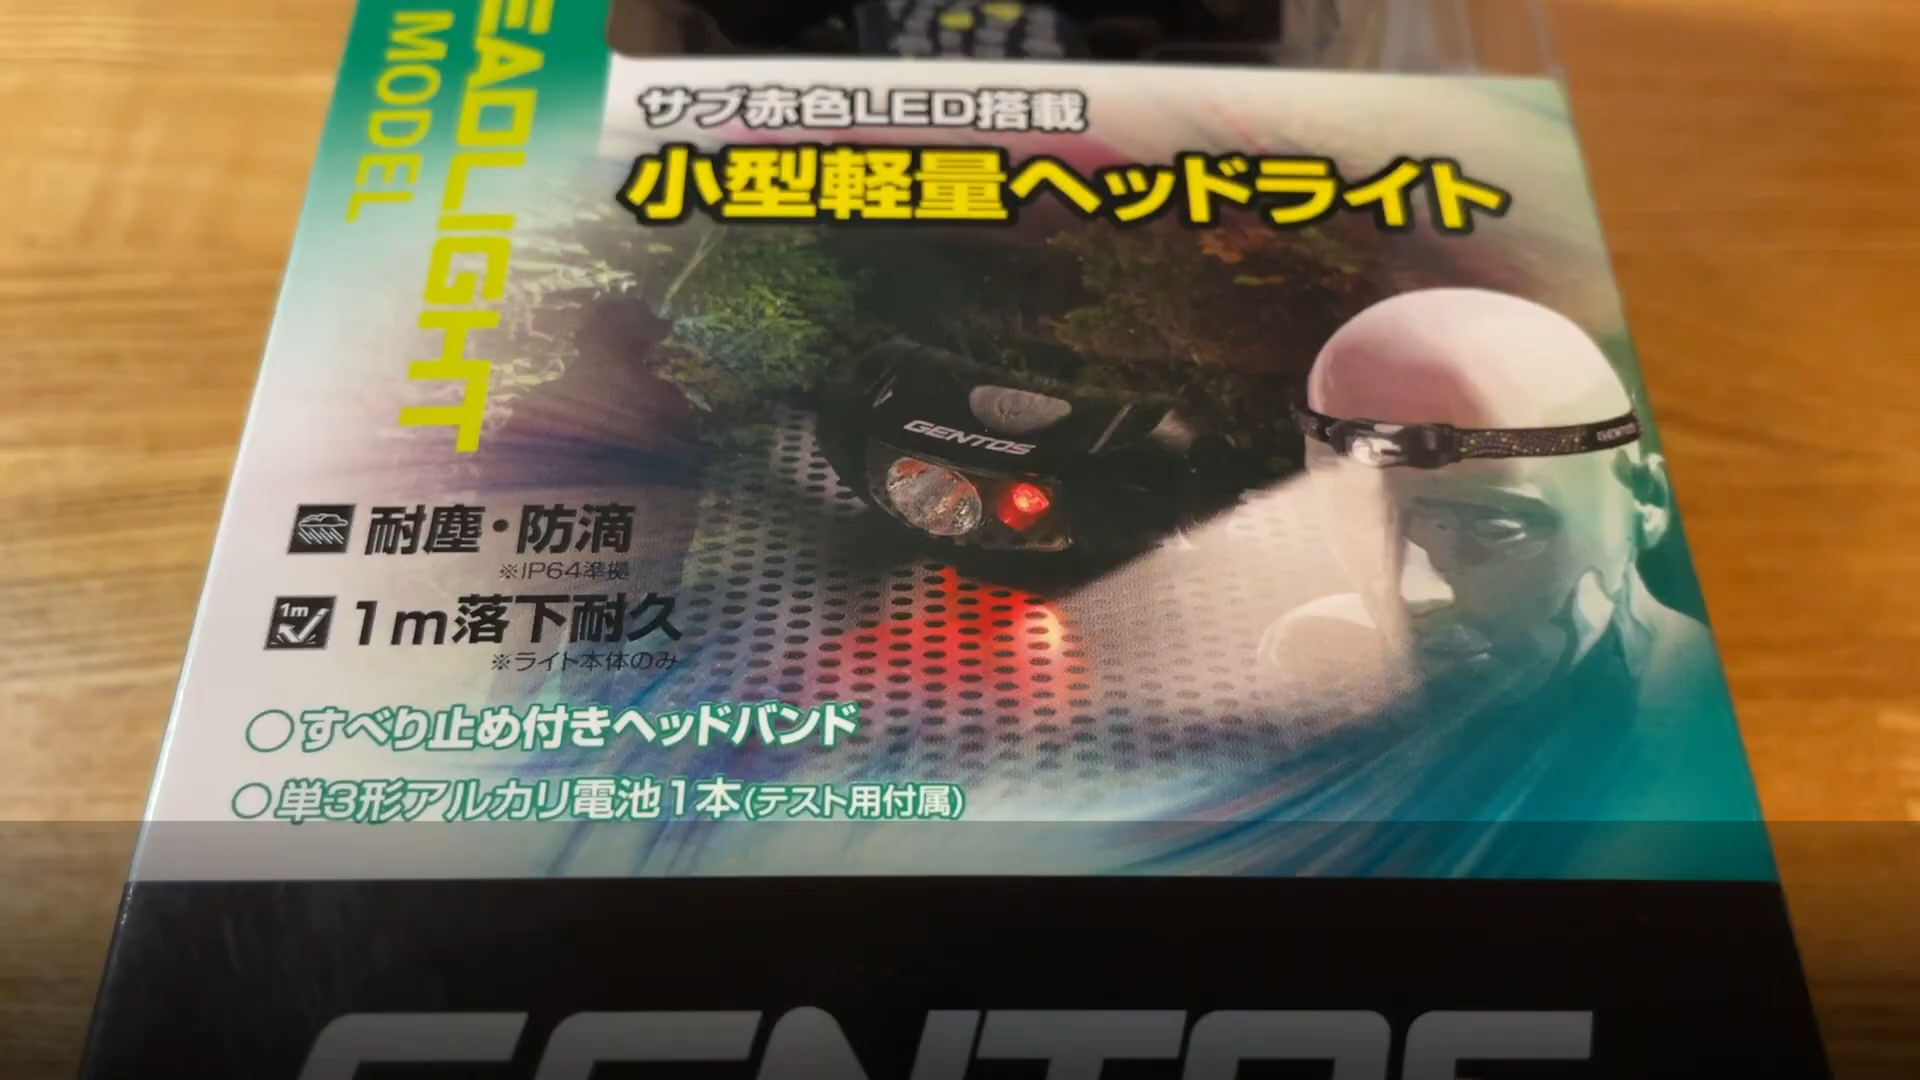 EADLIGHT
MODEL
サブ赤色LED搭載
小型軽量ヘッドライト
GENTOS
GENTOS
耐塵・防滴
※IP64準拠
1m
1m落下耐久
※ライト本体のみ
○すべり止め付きヘッドバンド
○単3形アルカリ電池1本(テスト用付属)
GENTOS